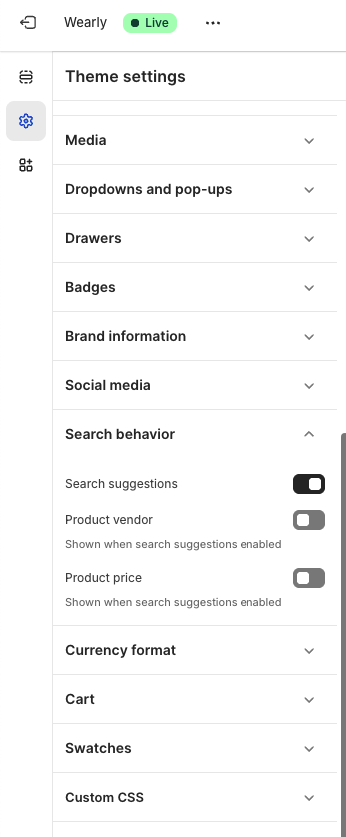 Wearly
Live
Theme settings
Media
Dropdowns and pop-ups
Drawers
Badges
Brand information
Social media
Search behavior
Search suggestions
Product vendor
Shown when search suggestions enabled
Product price
Shown when search suggestions enabled
Currency format
Cart
Swatches
Custom CSS